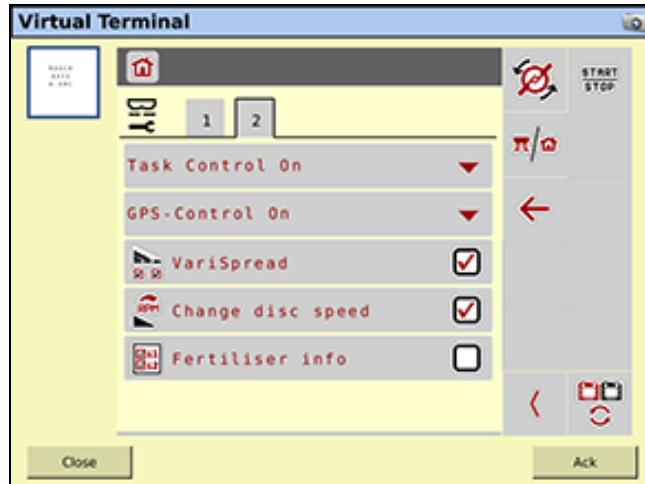 Virtual Terminal
START
STOP
1 2
Task Control On
GPS-Control On
VariSpread
RPM Change disc speed
Fertiliser info
Close
Ack